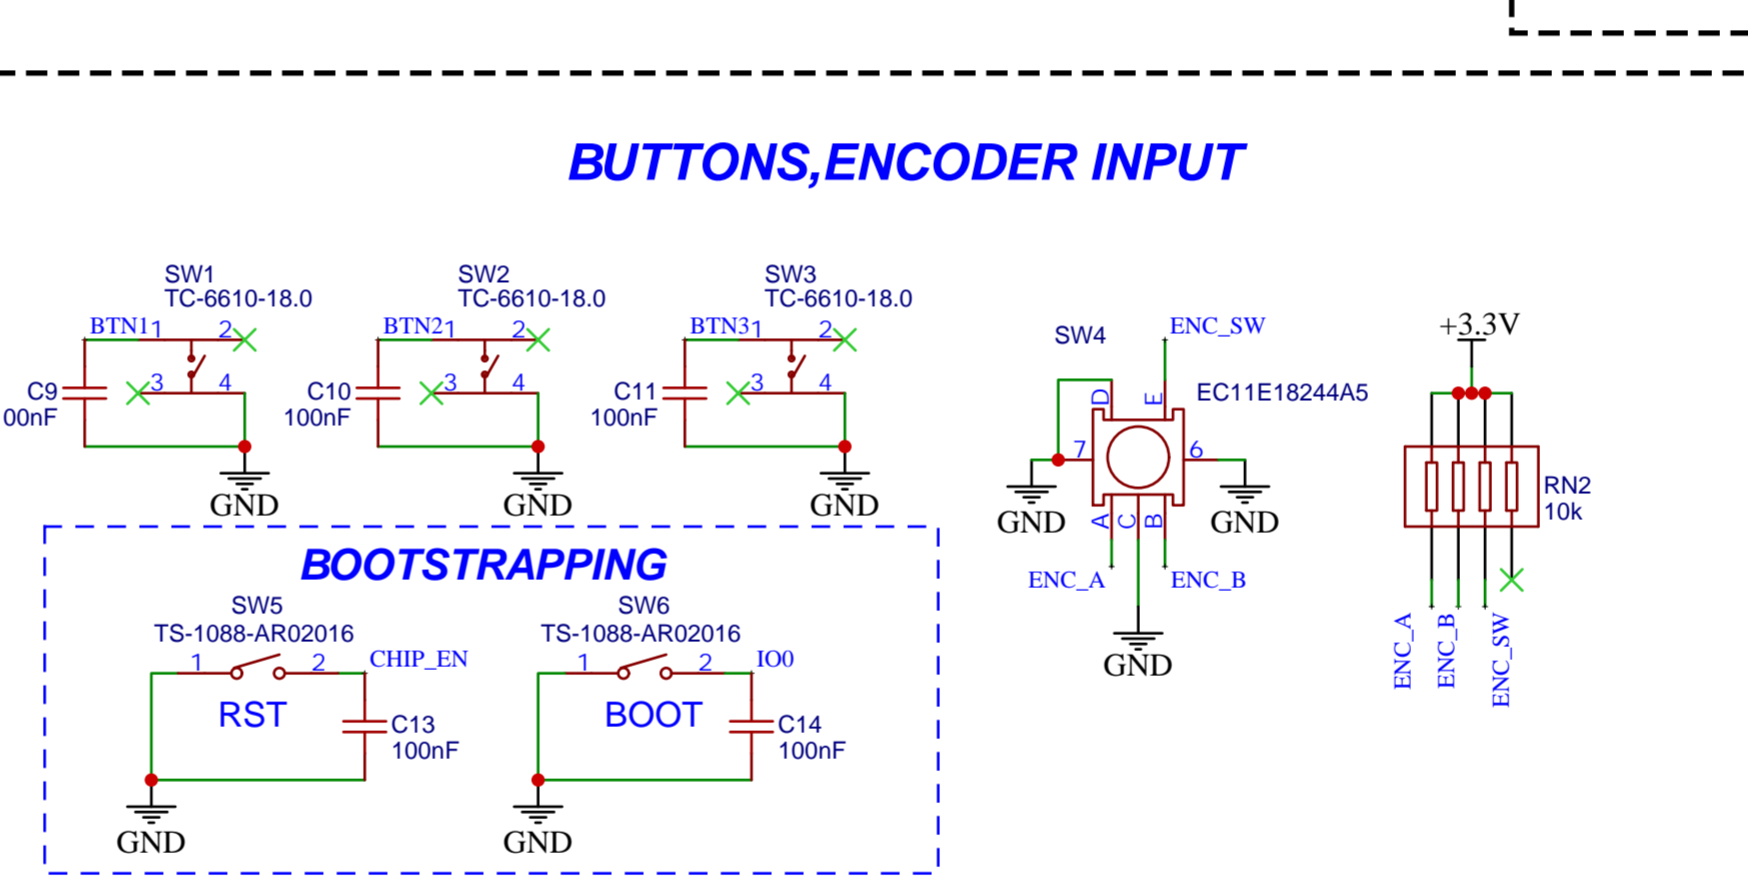 BUTTONS,ENCODER INPUT
SW1
TC-6610-18.0
BTN1 1 2
3 4
C9
00nF
GND
SW2
TC-6610-18.0
BTN2 1 2
3 4
C10
100nF
GND
SW3
TC-6610-18.0
BTN3 1 2
3 4
C11
100nF
GND
SW4
ENC_SW
EC11E18244A5
D E
7 6
GND GND
A C B
ENC_A ENC_B
GND
+3.3V
RN2
10k
ENC_A
ENC_B
ENC_SW
BOOTSTRAPPING
SW5
TS-1088-AR02016
1 2 CHIP_EN
RST
C13
100nF
GND
SW6
TS-1088-AR02016
1 2 IO0
BOOT
C14
100nF
GND